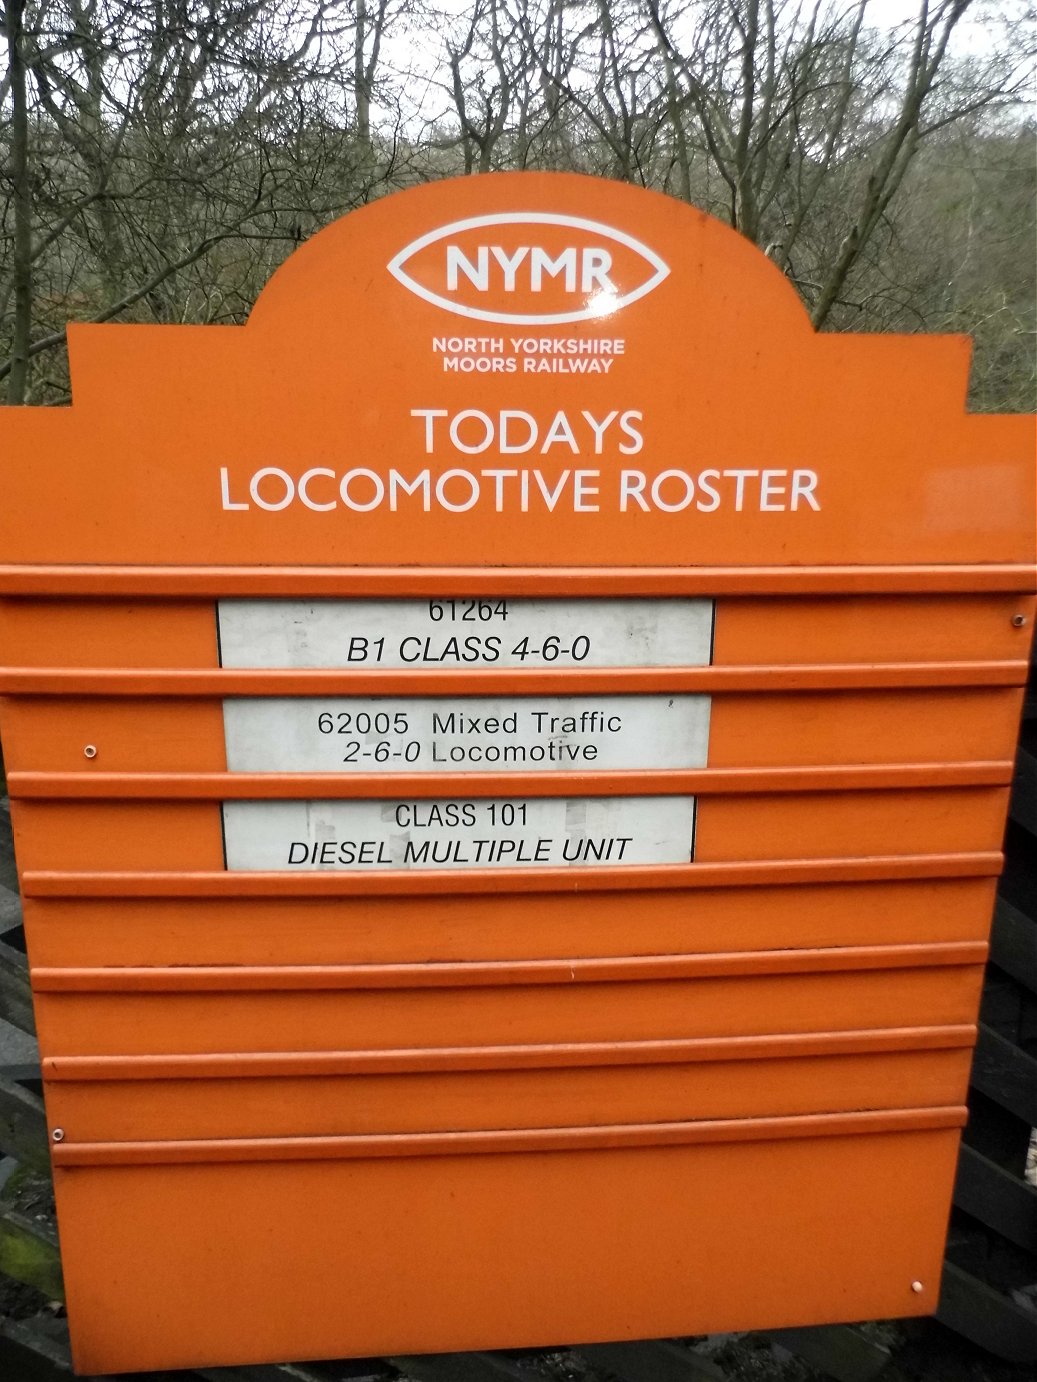 NYMR
NORTH YORKSHIRE
MOORS RAILWAY
TODAYS
LOCOMOTIVE ROSTER
61264
B1 CLASS 4-6-0
62005 Mixed Traffic
2-6-0 Locomotive
CLASS 101
DIESEL MULTIPLE UNIT